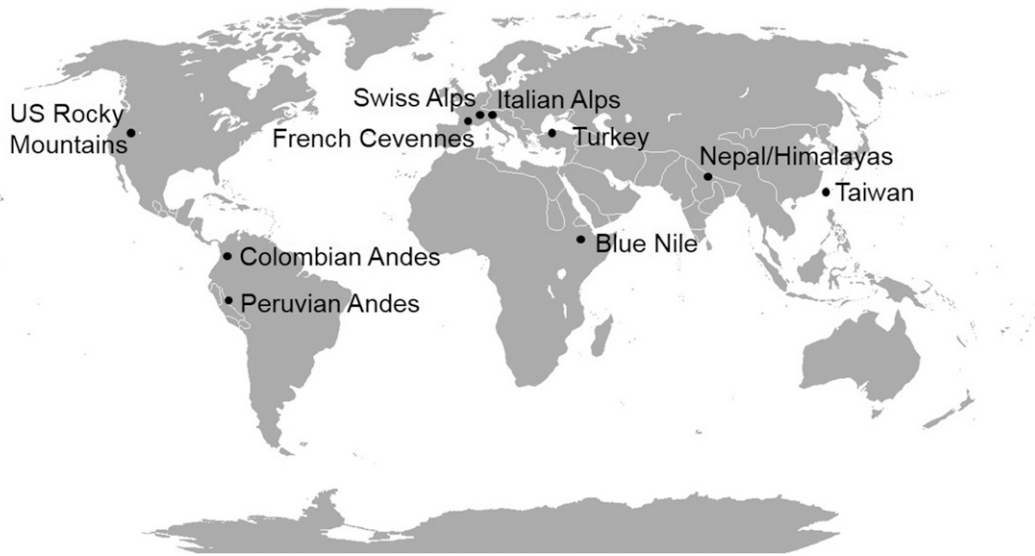 Swiss Alps
Italian Alps
US Rocky
Mountains
French Cevennes
Turkey
Nepal/Himalayas
Taiwan
Blue Nile
Colombian Andes
Peruvian Andes